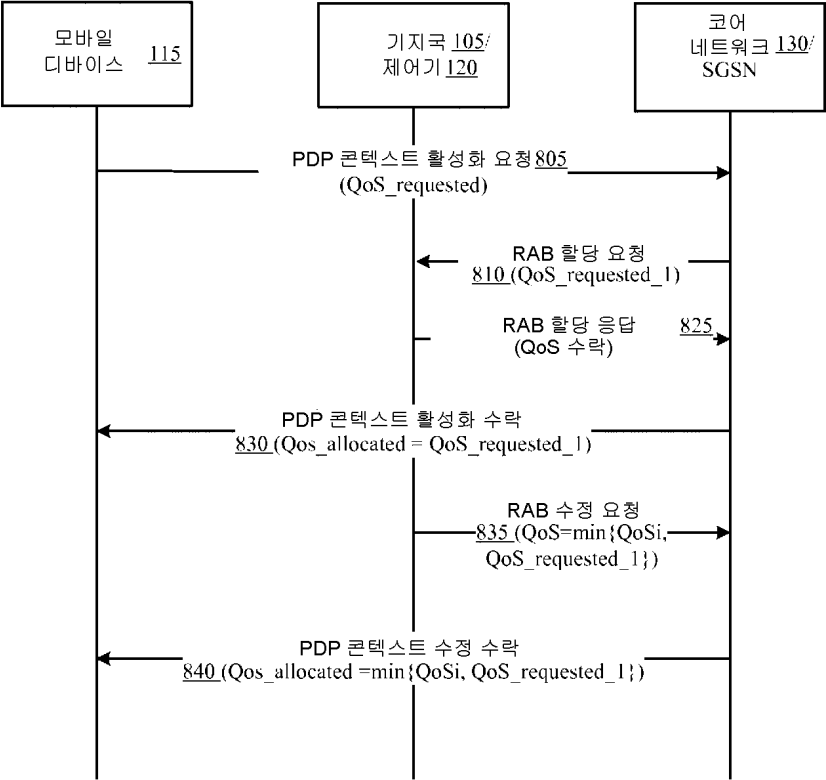 모바일
디바이스 115
기지국 105/
제어기 120
코어
네트워크 130/
SGSN
PDP 콘텍스트 활성화 요청 805
(QoS_requested)
RAB 할당 요청
810 (QoS_requested_1)
RAB 할당 응답 825
(QoS 수락)
PDP 콘텍스트 활성화 수락
830 (Qos_allocated = QoS_requested_1)
RAB 수정 요청
835 (QoS=min{QoSi,
QoS_requested_1})
PDP 콘텍스트 수정 수락
840 (Qos_allocated =min{QoSi, QoS_requested_1})